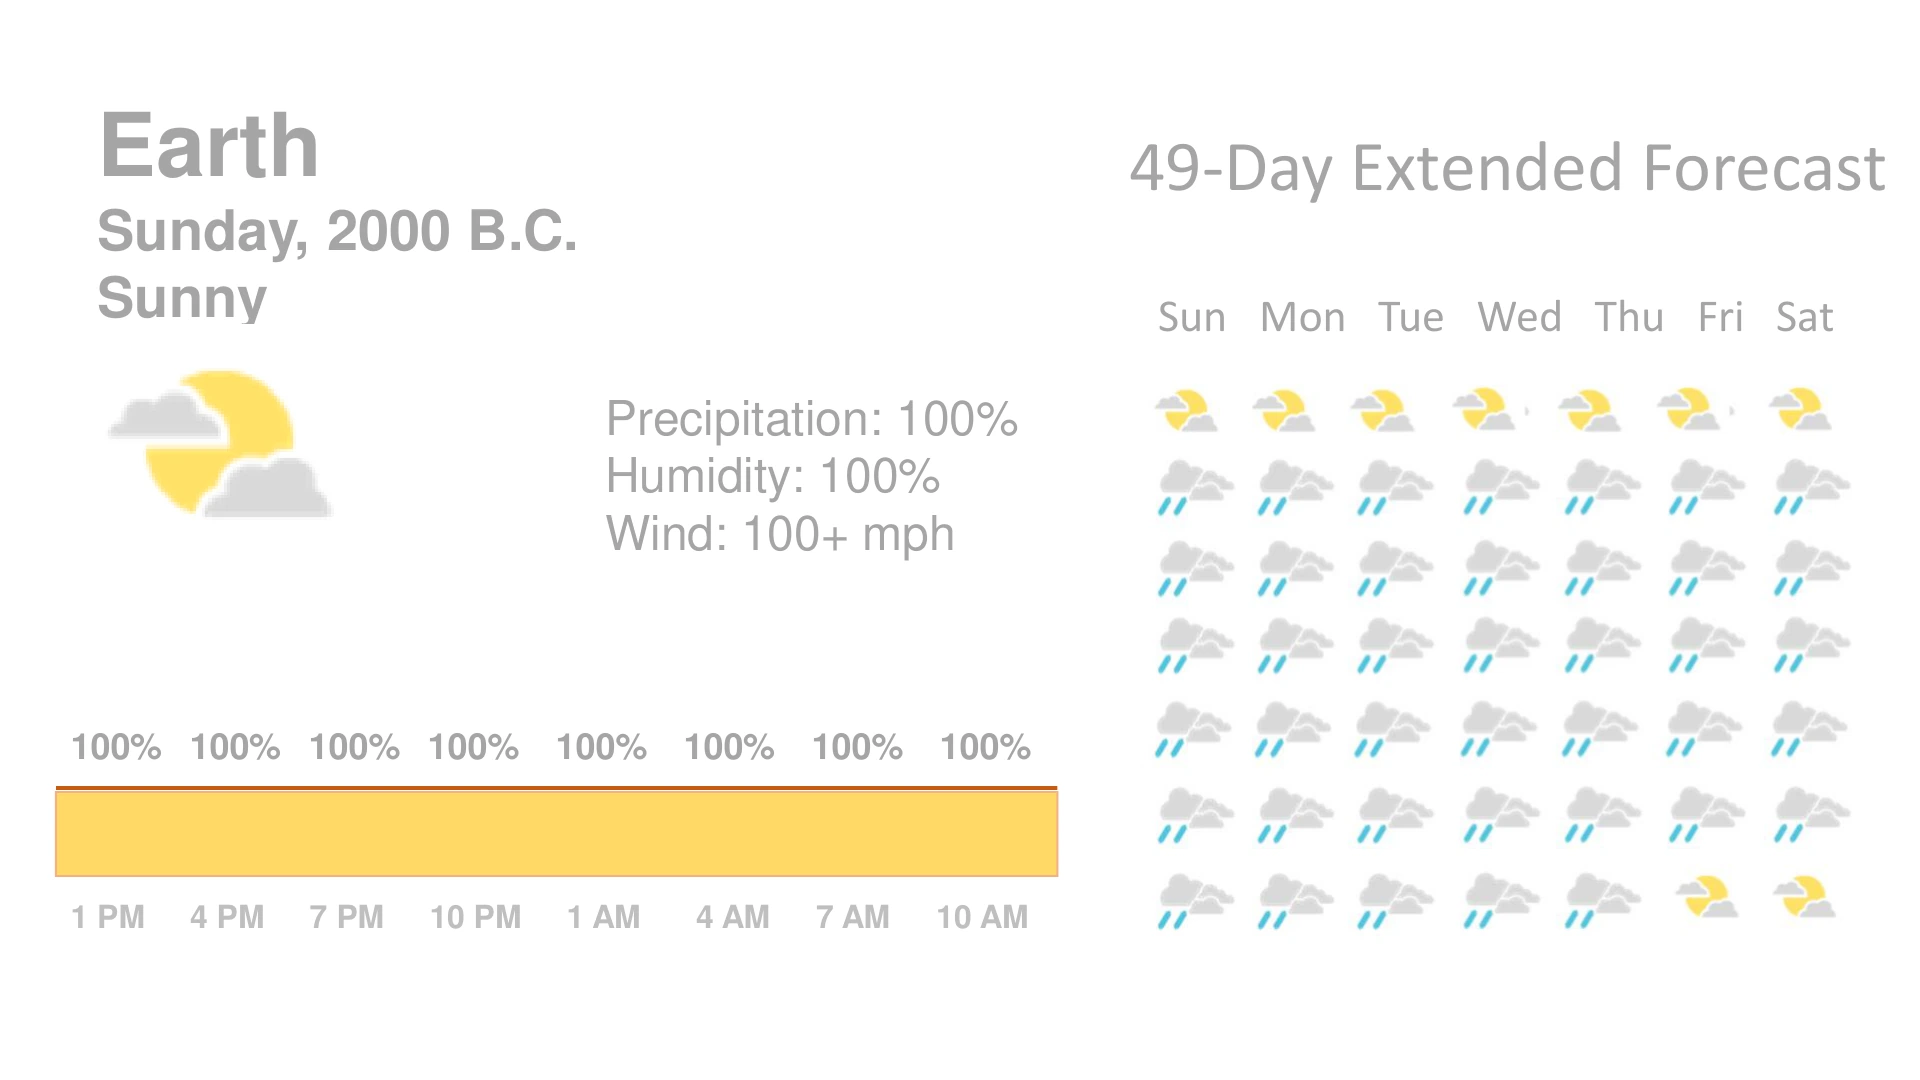 Earth
Sunday, 2000 B.C.
Sunny
Precipitation: 100%
Humidity: 100%
Wind: 100+ mph
100% 100% 100% 100% 100% 100% 100% 100%
1 PM 4 PM 7 PM 10 PM 1 AM 4 AM 7 AM 10 AM
49-Day Extended Forecast
Sun Mon Tue Wed Thu Fri Sat